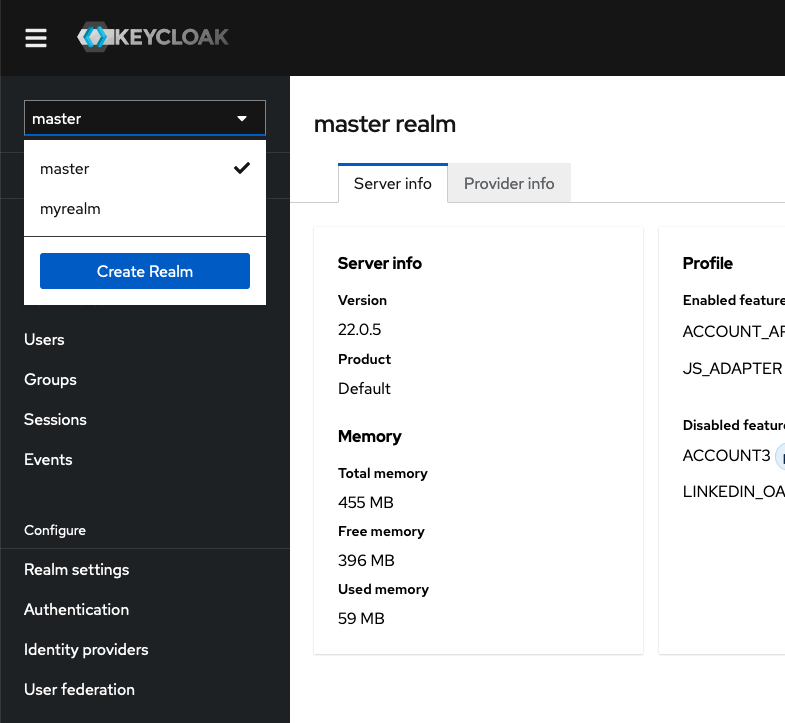 KEYCLOAK
master
master
myrealm
Create Realm
Users
Groups
Sessions
Events
Configure
Realm settings
Authentication
Identity providers
User federation
master realm
Server info
Provider info
Server info
Version
22.0.5
Product
Default
Memory
Total memory
455 MB
Free memory
396 MB
Used memory
59 MB
Profile
Enabled feature
ACCOUNT_AP
JS_ADAPTER
Disabled featur
ACCOUNT3
LINKEDIN_OA